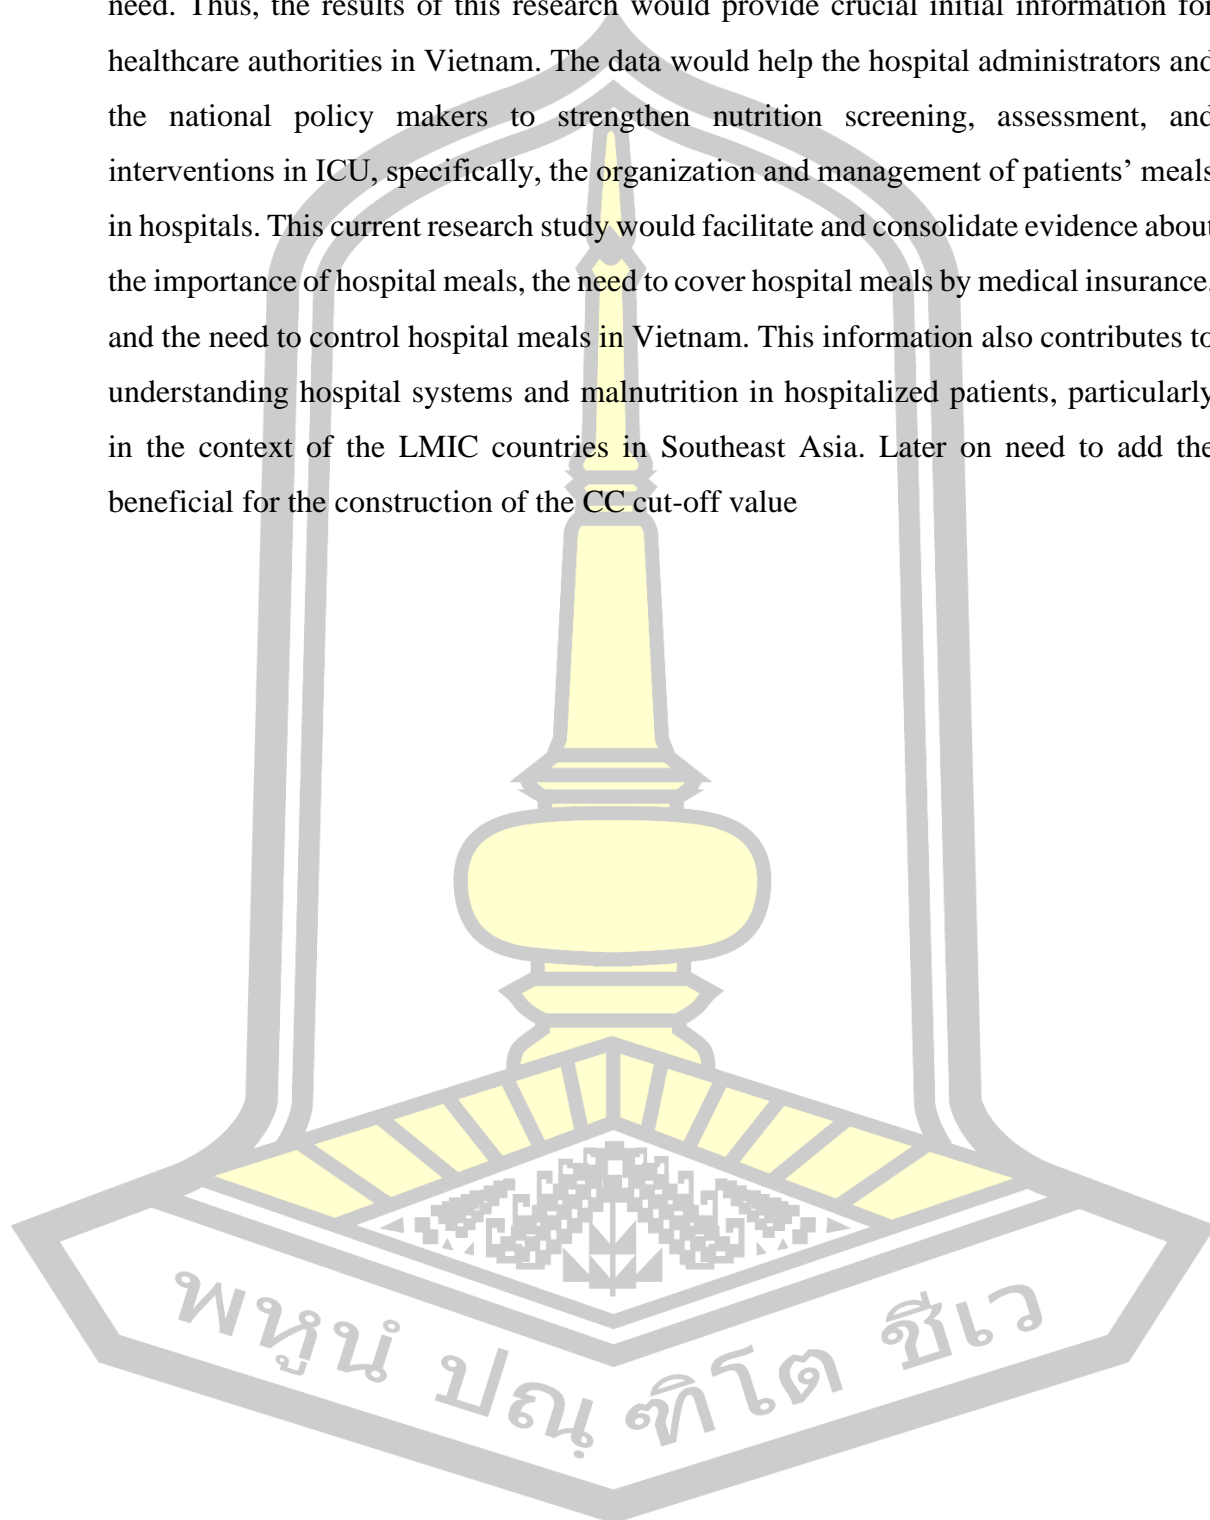 need. Thus, the results of this research would provide crucial initial information for
healthcare authorities in Vietnam. The data would help the hospital administrators and
the national policy makers to strengthen nutrition screening, assessment, and
interventions in ICU, specifically, the organization and management of patients’ meals
in hospitals. This current research study would facilitate and consolidate evidence about
the importance of hospital meals, the need to cover hospital meals by medical insurance,
and the need to control hospital meals in Vietnam. This information also contributes to
understanding hospital systems and malnutrition in hospitalized patients, particularly
in the context of the LMIC countries in Southeast Asia. Later on need to add the
beneficial for the construction of the CC cut-off value
พหูนํ ปณฺฑิโต ชีเว